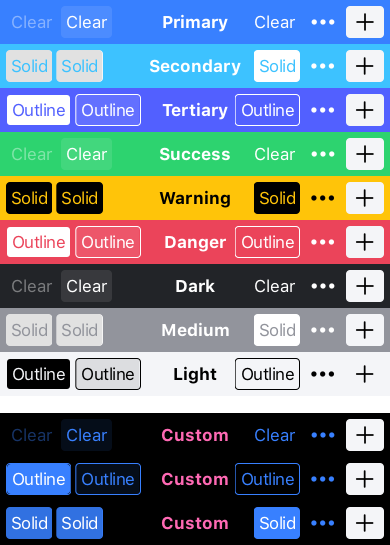 Clear Clear Primary Clear
Solid Solid Secondary Solid
Outline Outline Tertiary Outline
Clear Clear Success Clear
Solid Solid Warning Solid
Outline Outline Danger Outline
Clear Clear Dark Clear
Solid Solid Medium Solid
Outline Outline Light Outline
Clear Clear Custom Clear
Outline Outline Custom Outline
Solid Solid Custom Solid